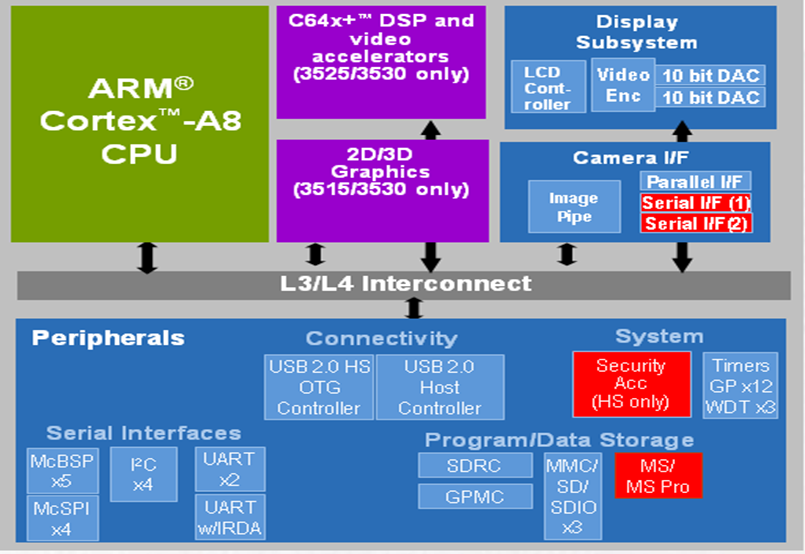 ARM®
Cortex™-A8
CPU
C64x+™ DSP and
video
accelerators
(3525/3530 only)
2D/3D
Graphics
(3515/3530 only)
Display
Subsystem
LCD
Cont-
roller
Video
Enc
10 bit DAC
10 bit DAC
Camera I/F
Image
Pipe
Parallel I/F
Serial I/F (1)
Serial I/F(2)
L3/L4 Interconnect
Peripherals
Connectivity
USB 2.0 HS
OTG
Controller
USB 2.0
Host
Controller
System
Security
Acc
(HS only)
Timers
GP x12
WDT x3
Serial Interfaces
McBSP
x5
I²C
x4
UART
x2
McSPI
x4
UART
w/IRDA
Program/Data Storage
SDRC
GPMC
MMC/
SD/
SDIO
x3
MS/
MS Pro